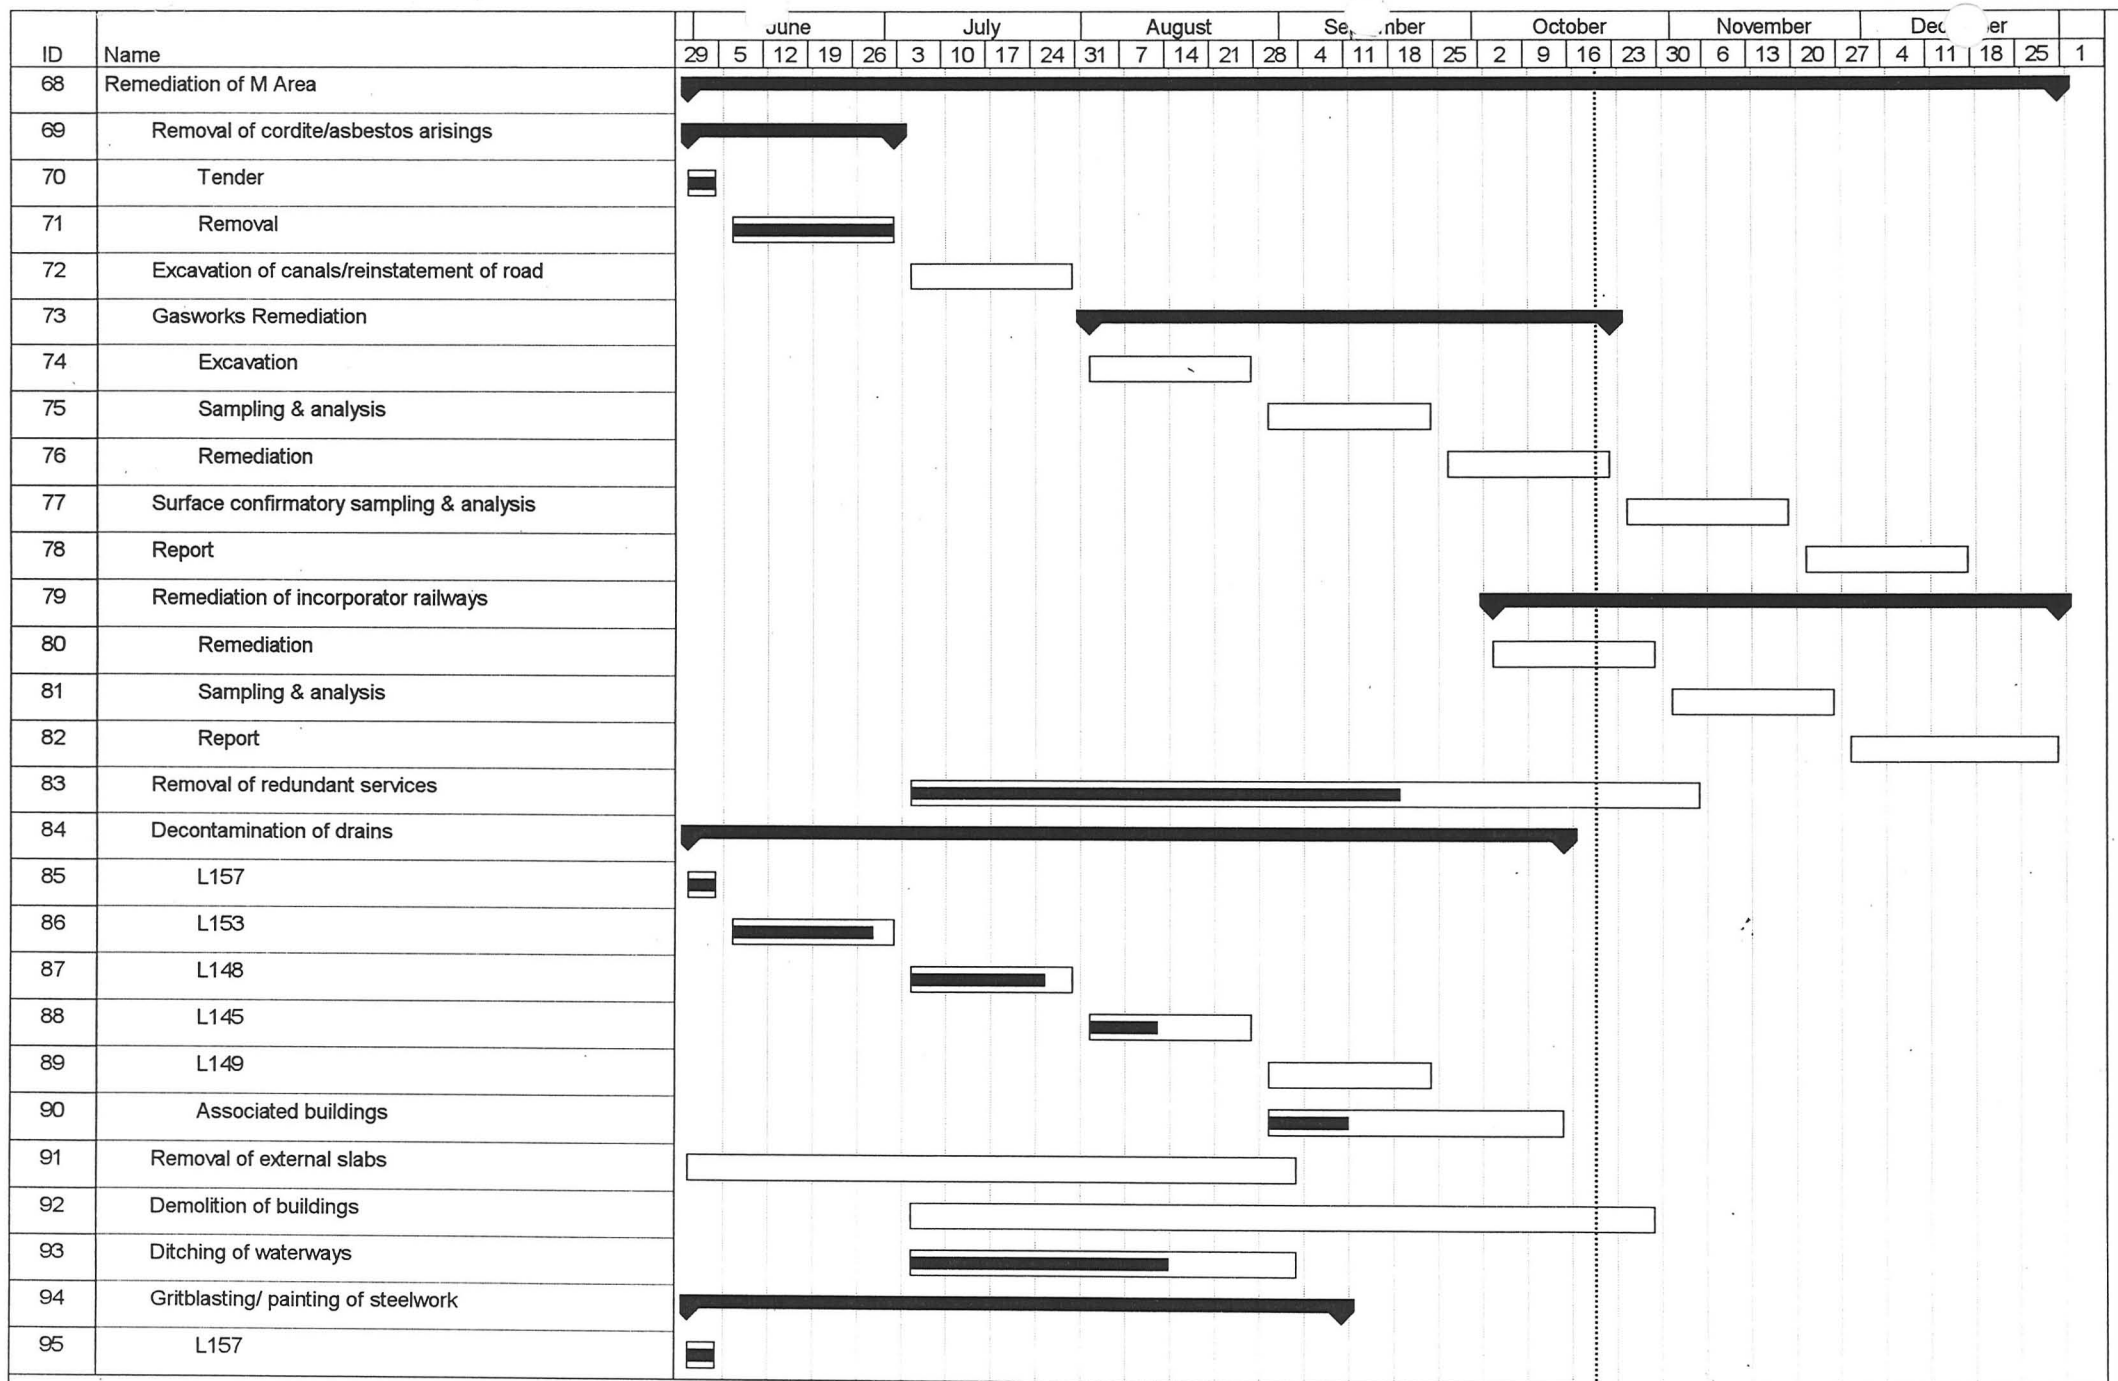 June July August October November
ID Name 29 5 12 19 26 3 10 17 24 31 7 14 21 28 4 11 18 25 2 9 16 23 30 6 13 20 27 4 11 18 25 1
68 Remediation of M Area
69 Removal of cordite/asbestos arisings
70 Tender
71 Removal
72 Excavation of canals/reinstatement of road
73 Gasworks Remediation
74 Excavation
75 Sampling & analysis
76 Remediation
77 Surface confirmatory sampling & analysis
78 Report
79 Remediation of incorporator railways
80 Remediation
81 Sampling & analysis
82 Report
83 Removal of redundant services
84 Decontamination of drains
85 L157
86 L153
87 L148
88 L145
89 L149
90 Associated buildings
91 Removal of external slabs
92 Demolition of buildings
93 Ditching of waterways
94 Gritblasting/ painting of steelwork
95 L157